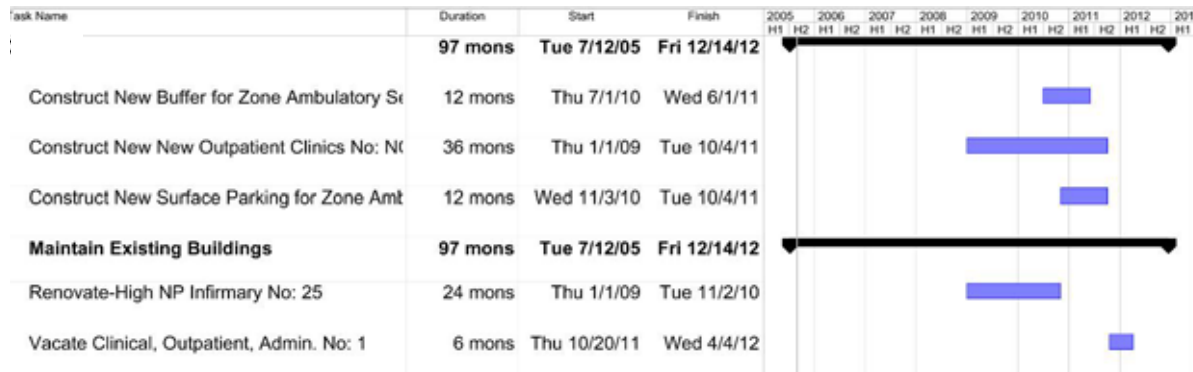 ask Name Duration Start Finish 2005 2006 2007 2008 2009 2010 2011 2012 201
H1 H2 H1 H2 H1 H2 H1 H2 H1 H2 H1 H2 H1 H2 H1 H2 H1
97 mons Tue 7/12/05 Fri 12/14/12
Construct New Buffer for Zone Ambulatory Se 12 mons Thu 7/1/10 Wed 6/1/11
Construct New New Outpatient Clinics No: NC 36 mons Thu 1/1/09 Tue 10/4/11
Construct New Surface Parking for Zone Amb 12 mons Wed 11/3/10 Tue 10/4/11
Maintain Existing Buildings 97 mons Tue 7/12/05 Fri 12/14/12
Renovate-High NP Infirmary No: 25 24 mons Thu 1/1/09 Tue 11/2/10
Vacate Clinical, Outpatient, Admin. No: 1 6 mons Thu 10/20/11 Wed 4/4/12